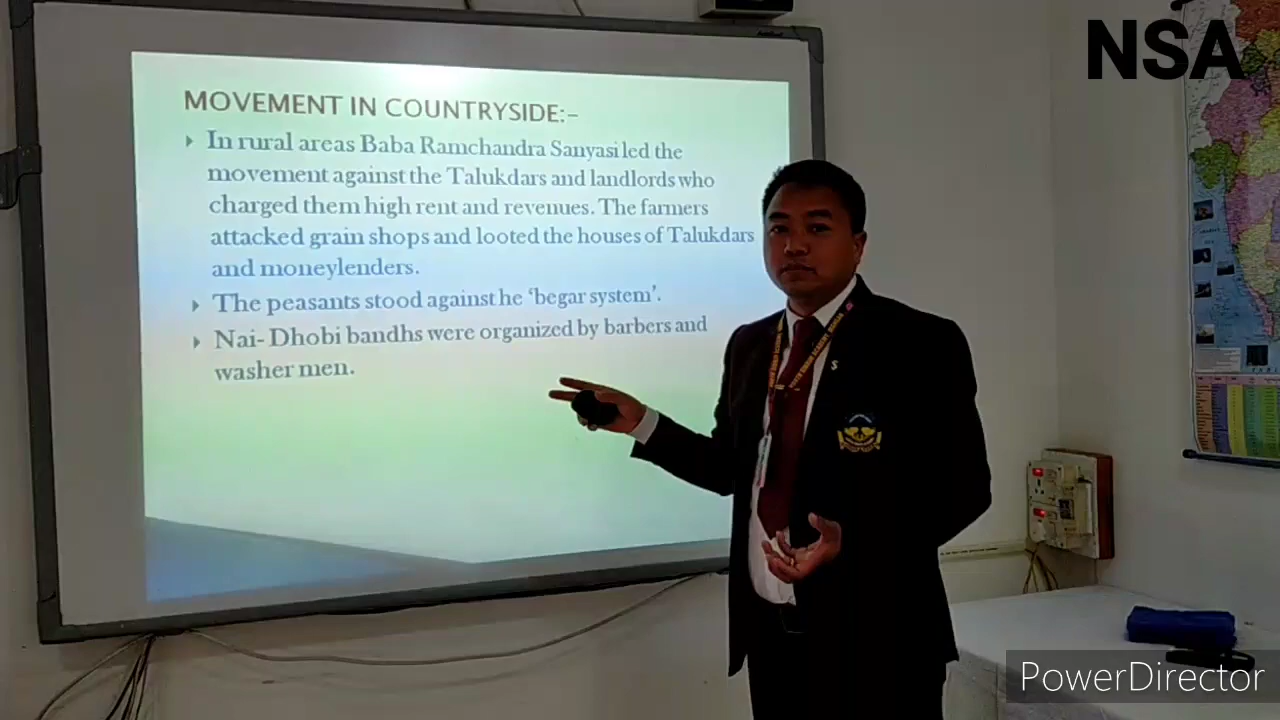 NSA
MOVEMENT IN COUNTRYSIDE:-
In rural areas Baba Ramchandra Sanyasi led the
movement against the Talukdars and landlords who
charged them high rent and revenues. The farmers
attacked grain shops and looted the houses of Talukdars
and moneylenders.
The peasants stood against he ‘begar system’.
Nai- Dhobi bandhs were organized by barbers and
washer men.
PowerDirector